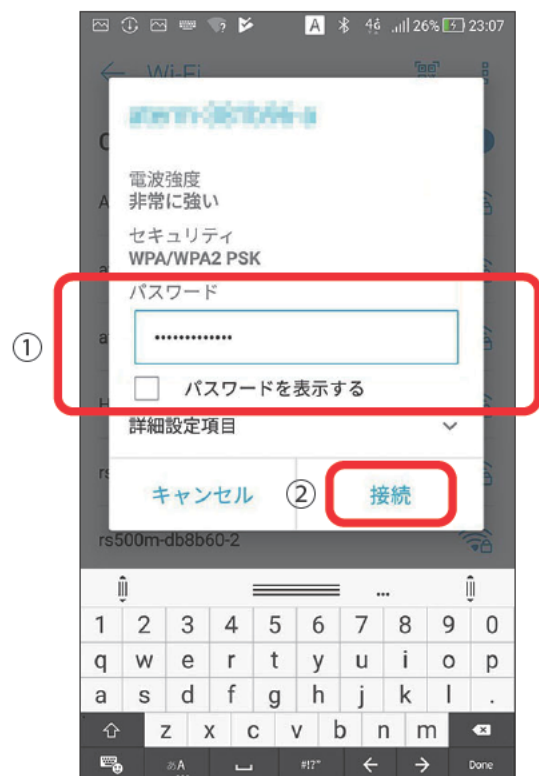 A 4G 26% 23:07
Wi-Fi
電波強度
非常に強い
セキュリティ
WPA/WPA2 PSK
パスワード
①
•••••••••••••
パスワードを表示する
詳細設定項目
キャンセル ② 接続
rs500m-db8b60-2
...
1 2 3 4 5 6 7 8 9 0
q w e r t y u i o p
a s d f g h j k l .
z x c v b n m
あA #!?" Done